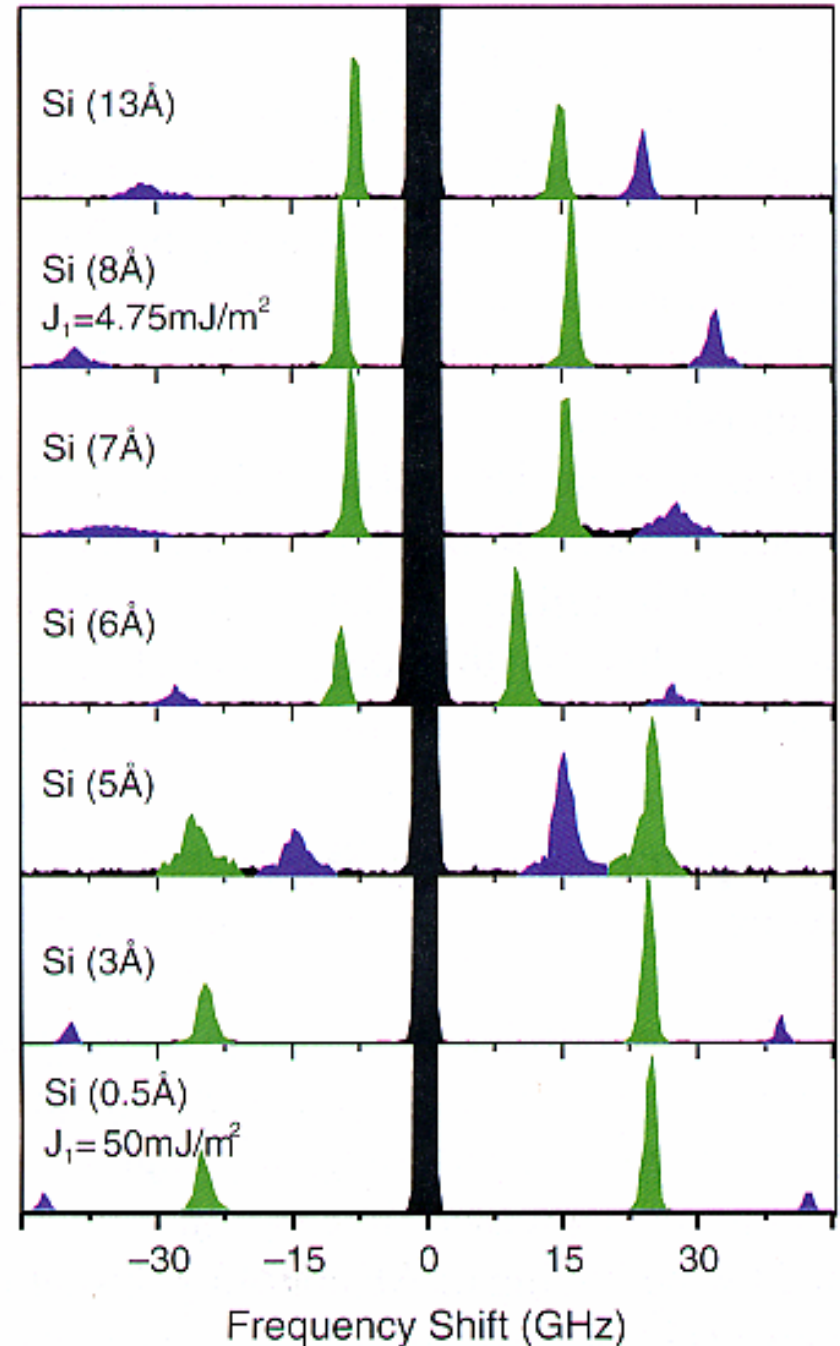 Si (13Å)
Si (8Å)
J₁=4.75mJ/m²
Si (7Å)
Si (6Å)
Si (5Å)
Si (3Å)
Si (0.5Å)
J₁=50mJ/m²
−30 −15 0 15 30
Frequency Shift (GHz)